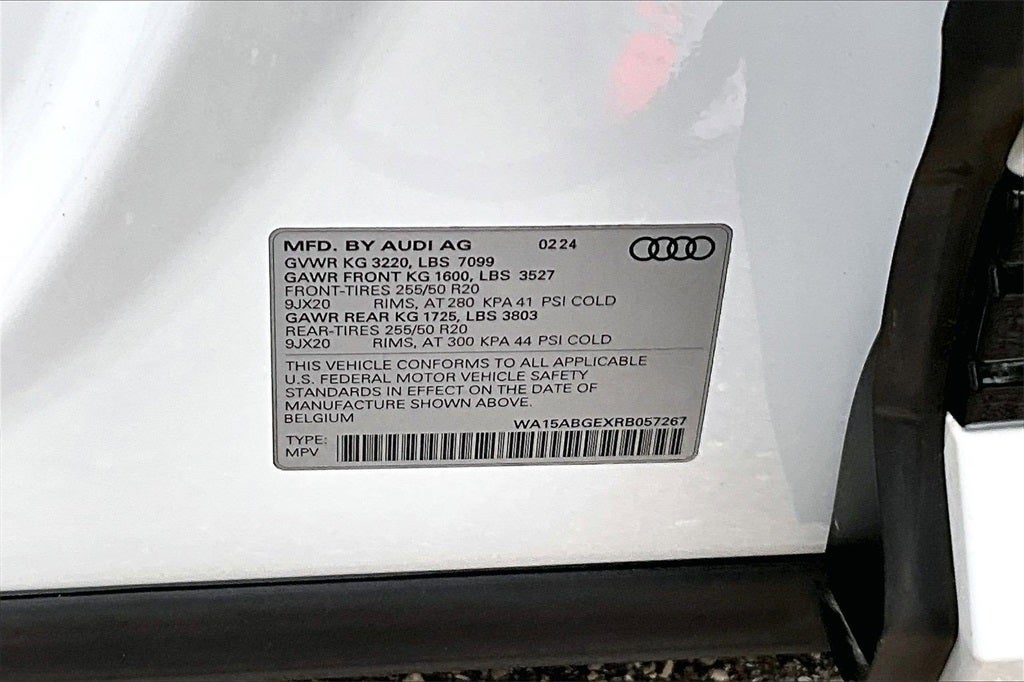 MFD. BY AUDI AG 02 24
GVWR KG 3220, LBS 7099
GAWR FRONT KG 1600, LBS 3527
FRONT-TIRES 255/50 R20
9JX20 RIMS, AT 280 KPA 41 PSI COLD
GAWR REAR KG 1725, LBS 3803
REAR-TIRES 255/50 R20
9JX20 RIMS, AT 300 KPA 44 PSI COLD
THIS VEHICLE CONFORMS TO ALL APPLICABLE
U.S. FEDERAL MOTOR VEHICLE SAFETY
STANDARDS IN EFFECT ON THE DATE OF
MANUFACTURE SHOWN ABOVE.
BELGIUM
WA15ABGEXRB057267
TYPE:
MPV